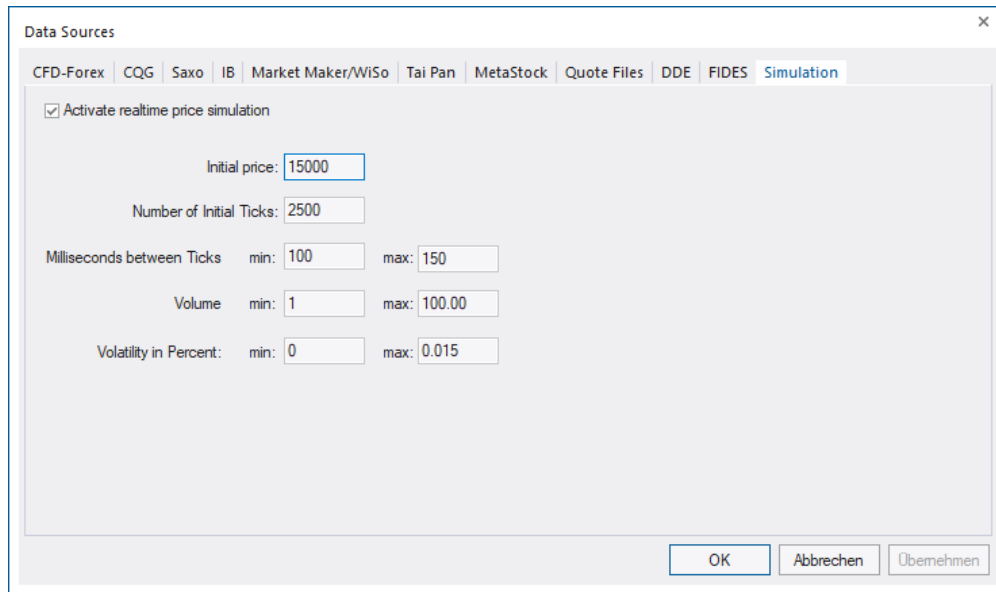 Data Sources
CFD-Forex CQG Saxo IB Market Maker/WiSo Tai Pan MetaStock Quote Files DDE FIDES Simulation
Activate realtime price simulation
Initial price: 15000
Number of Initial Ticks: 2500
Milliseconds between Ticks min: 100 max: 150
Volume min: 1 max: 100.00
Volatility in Percent: min: 0 max: 0.015
OK Abbrechen Übernehmen